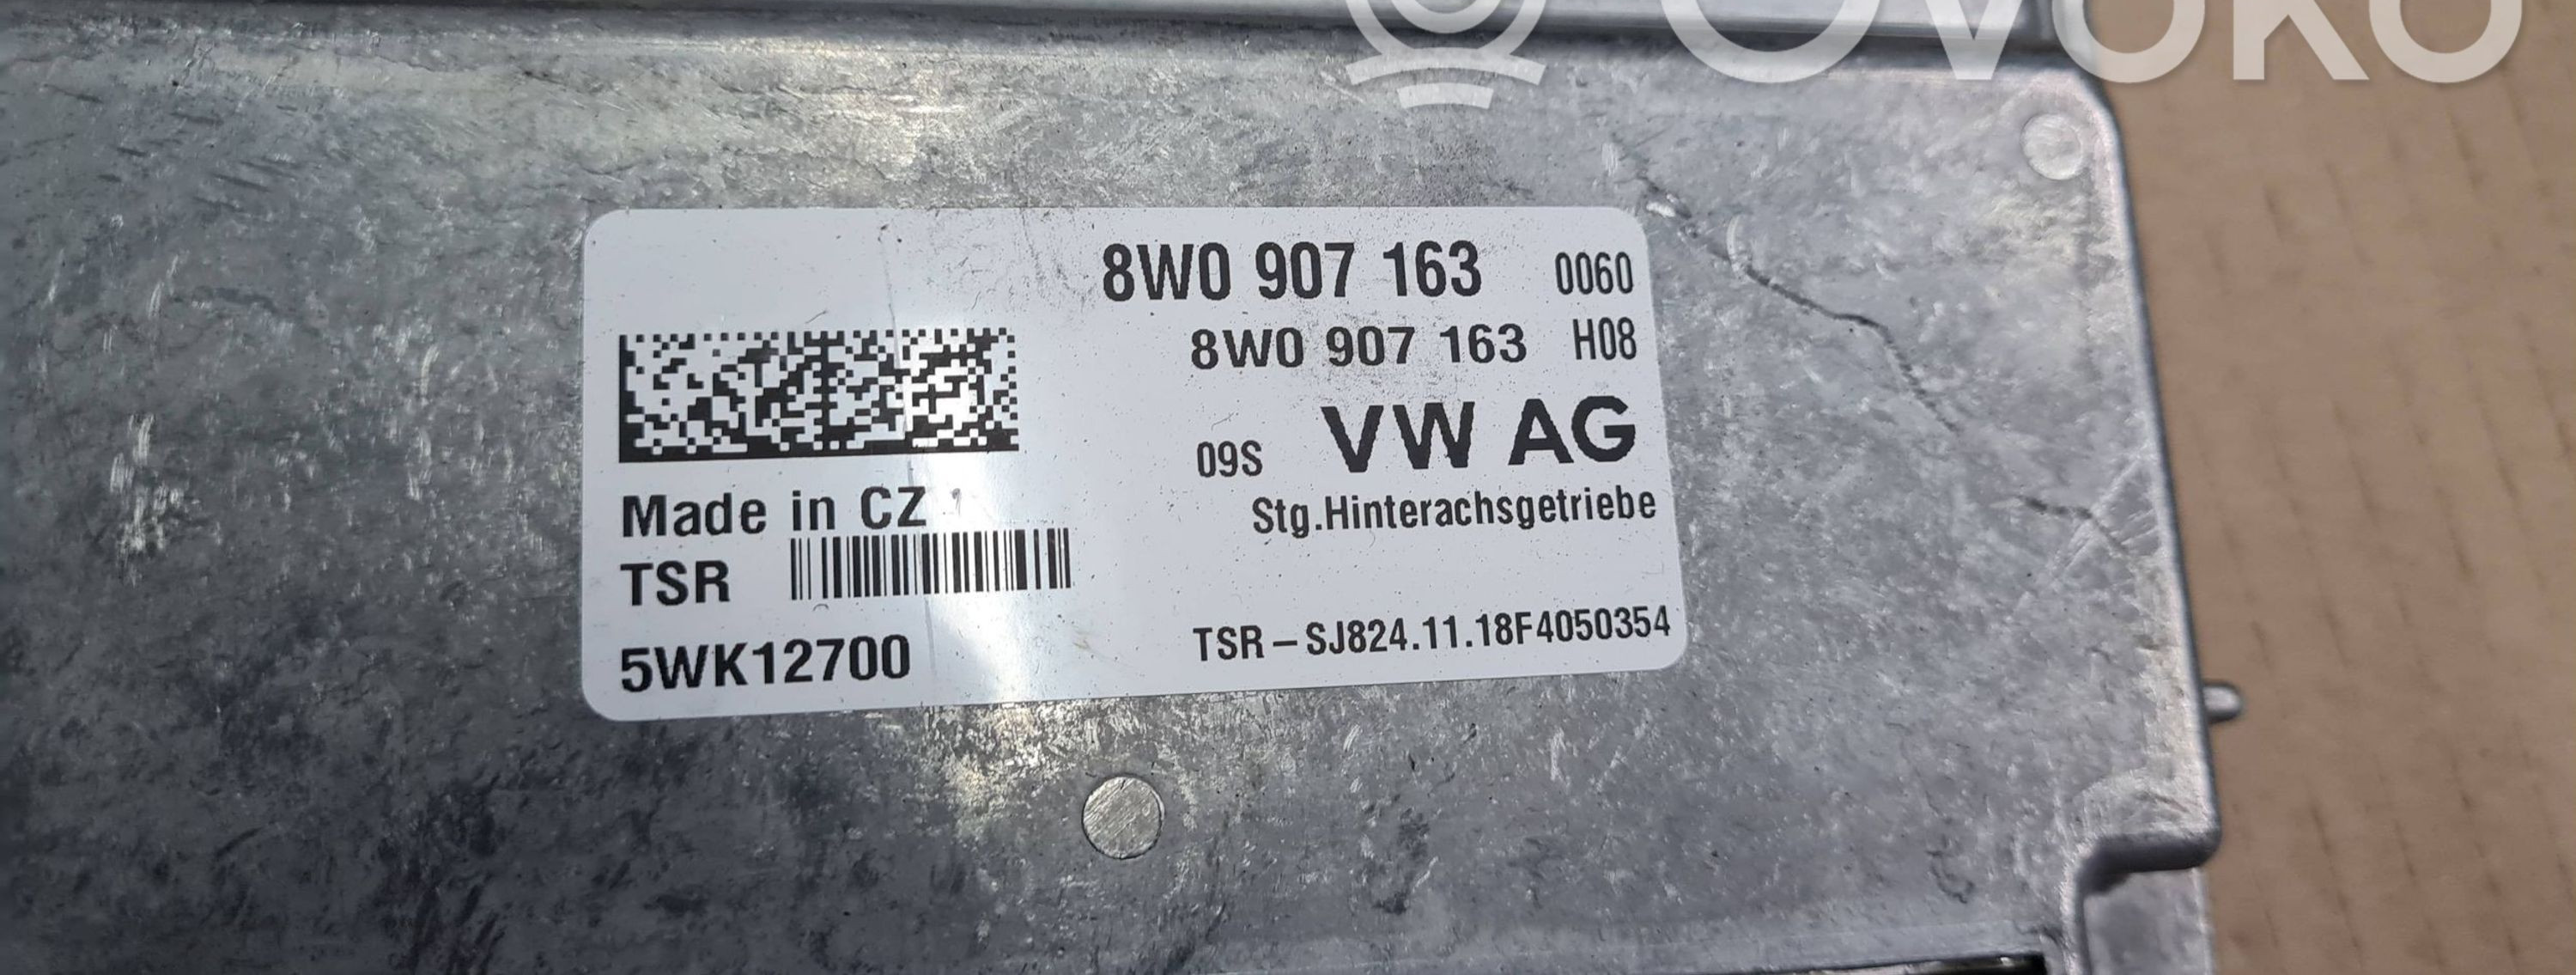 OVOKO
8W0 907 163 0060
8W0 907 163 H08
09S VW AG
Stg.Hinterachsgetriebe
Made in CZ
TSR
5WK12700
TSR-SJ824.11.18F4050354